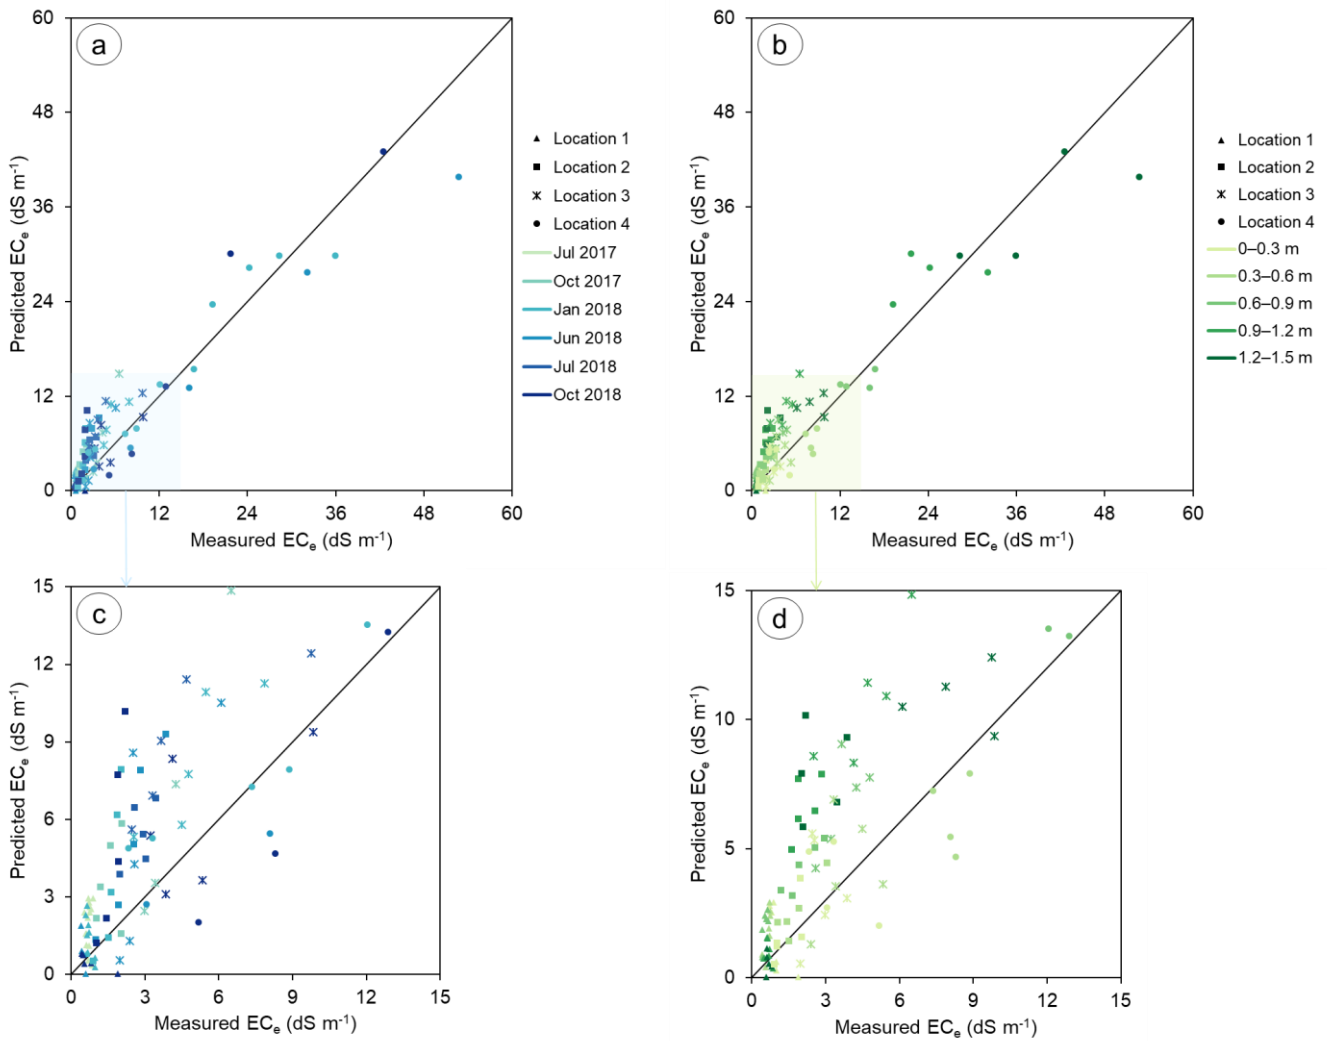 a
60
48
36
24
12
0
0 12 24 36 48 60
Predicted ECe (dS m-1)
Measured ECe (dS m-1)
Location 1
Location 2
Location 3
Location 4
Jul 2017
Oct 2017
Jan 2018
Jun 2018
Jul 2018
Oct 2018
b
60
48
36
24
12
0
0 12 24 36 48 60
Predicted ECe (dS m-1)
Measured ECe (dS m-1)
Location 1
Location 2
Location 3
Location 4
0–0.3 m
0.3–0.6 m
0.6–0.9 m
0.9–1.2 m
1.2–1.5 m
c
15
12
9
6
3
0
0 3 6 9 12 15
Predicted ECe (dS m-1)
Measured ECe (dS m-1)
d
15
10
5
0
0 3 6 9 12 15
Predicted ECe (dS m-1)
Measured ECe (dS m-1)